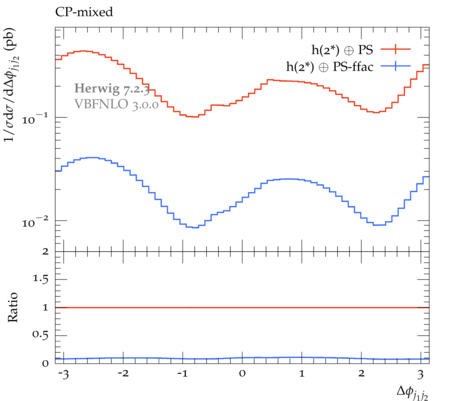 CP-mixed
1/σdσ/dΔϕj₁j₂ (pb)
h(2*) ⊕ PS
h(2*) ⊕ PS-ffac
Herwig 7.2.3
VBFNLO 3.0.0
10⁻¹
10⁻²
2
1.5
1
0.5
0
Ratio
-3 -2 -1 0 1 2 3
Δϕj₁j₂